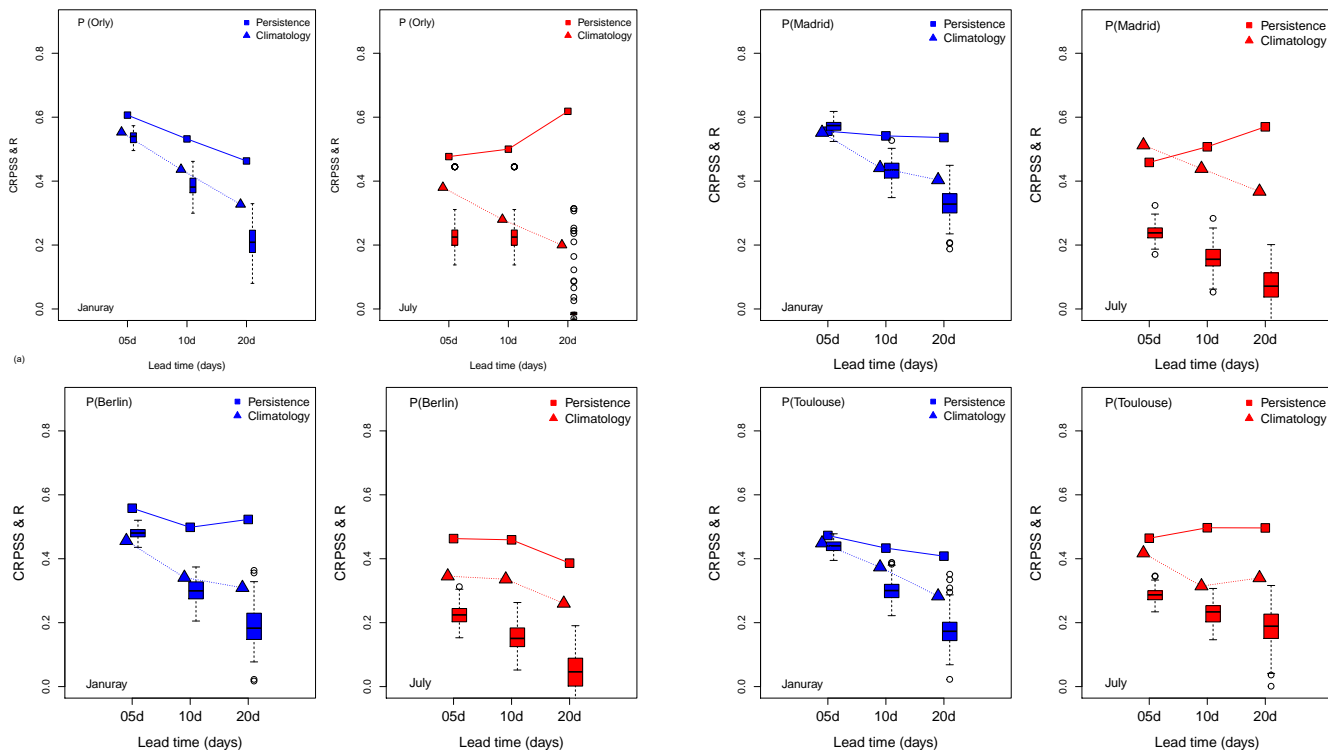 P (Orly)
Persistence
Climatology
CRPSS & R
0.0 0.2 0.4 0.6 0.8
Januray
05d 10d 20d
Lead time (days)
(a)
P (Orly)
Persistence
Climatology
CRPSS & R
0.0 0.2 0.4 0.6 0.8
July
05d 10d 20d
Lead time (days)
P(Madrid)
Persistence
Climatology
CRPSS & R
0.0 0.2 0.4 0.6 0.8
Januray
05d 10d 20d
Lead time (days)
P(Madrid)
Persistence
Climatology
CRPSS & R
0.0 0.2 0.4 0.6 0.8
July
05d 10d 20d
Lead time (days)
P(Berlin)
Persistence
Climatology
CRPSS & R
0.0 0.2 0.4 0.6 0.8
Januray
05d 10d 20d
Lead time (days)
P(Berlin)
Persistence
Climatology
CRPSS & R
0.0 0.2 0.4 0.6 0.8
July
05d 10d 20d
Lead time (days)
P(Toulouse)
Persistence
Climatology
CRPSS & R
0.0 0.2 0.4 0.6 0.8
Januray
05d 10d 20d
Lead time (days)
P(Toulouse)
Persistence
Climatology
CRPSS & R
0.0 0.2 0.4 0.6 0.8
July
05d 10d 20d
Lead time (days)